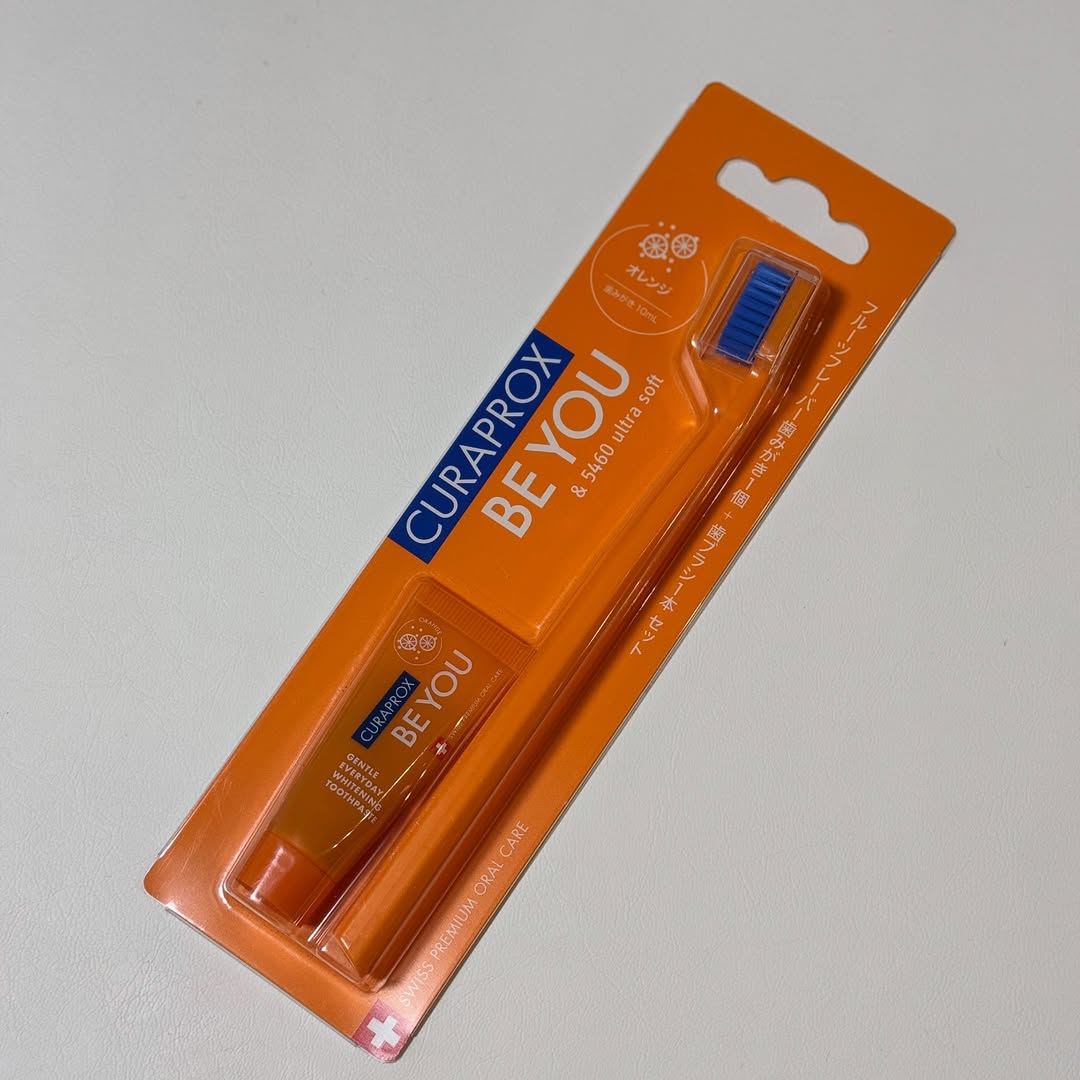 オレンジ
歯みがき 10mL
CURAPROX
BE YOU
& 5460 ultra soft
フルーツフレーバー歯みがき1個 + 歯ブラシ1本 セット
ORANGE
CURAPROX
BE YOU
SWISS PREMIUM ORAL CARE
GENTLE
EVERYDAY
WHITENING
TOOTHPASTE
SWISS PREMIUM ORAL CARE